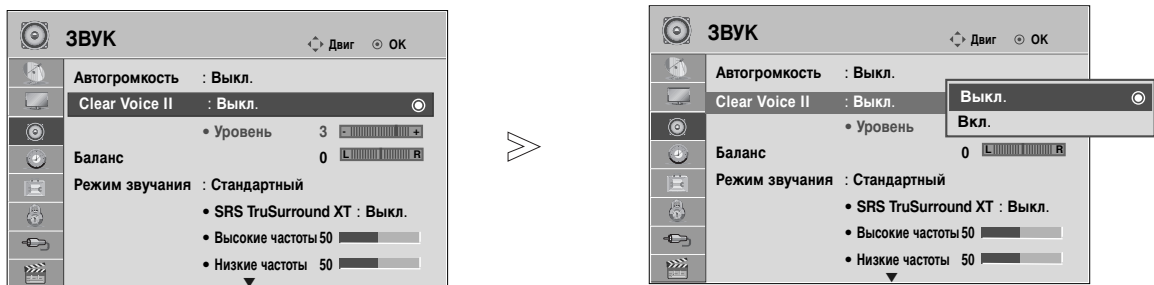 ЗВУК
Двиг ОК
Автогромкость : Выкл.
Clear Voice II : Выкл.
• Уровень 3 - +
Баланс 0 L R
Режим звучания : Стандартный
• SRS TruSurround XT : Выкл.
• Высокие частоты 50
• Низкие частоты 50
ЗВУК
Двиг ОК
Автогромкость : Выкл.
Clear Voice II : Выкл.
Выкл.
Вкл.
• Уровень
Баланс 0 L R
Режим звучания : Стандартный
• SRS TruSurround XT : Выкл.
• Высокие частоты 50
• Низкие частоты 50